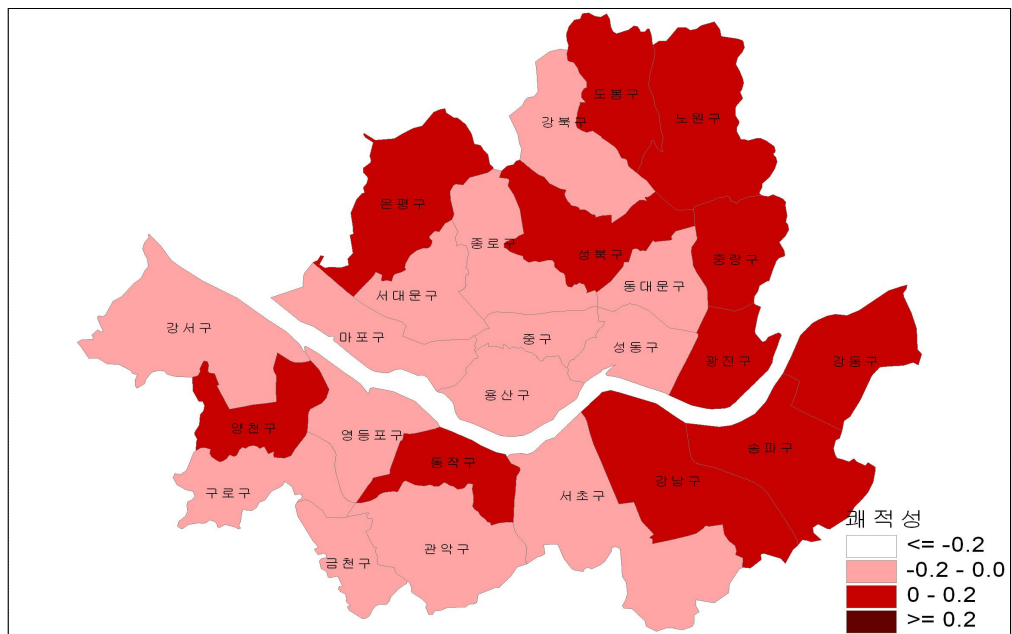 도봉구
강북구
노원구
은평구
종로구
성북구
중랑구
서대문구
동대문구
강서구
마포구
중구
성동구
광진구
강동구
용산구
양천구
영등포구
동작구
송파구
강남구
구로구
서초구
관악구
금천구
쾌적성
<= -0.2
-0.2 - 0.0
0 - 0.2
>= 0.2